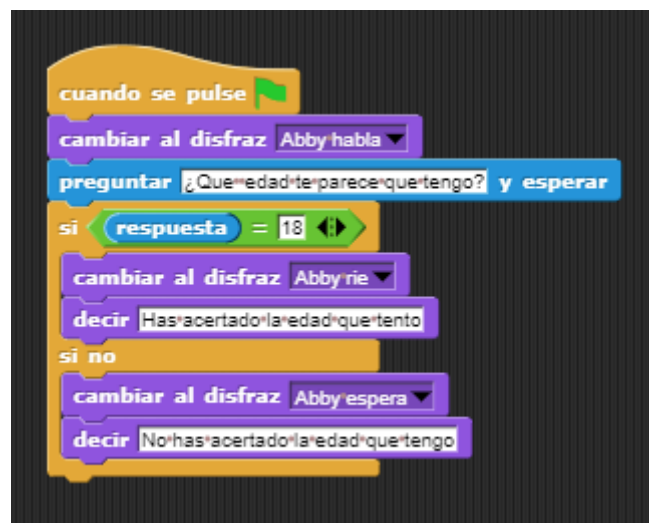 cuando se pulse
cambiar al disfraz Abby habla
preguntar ¿Que edad te parece que tengo? y esperar
si respuesta = 18
cambiar al disfraz Abby rie
decir Has acertado la edad que tento
si no
cambiar al disfraz Abby espera
decir No has acertado la edad que tengo